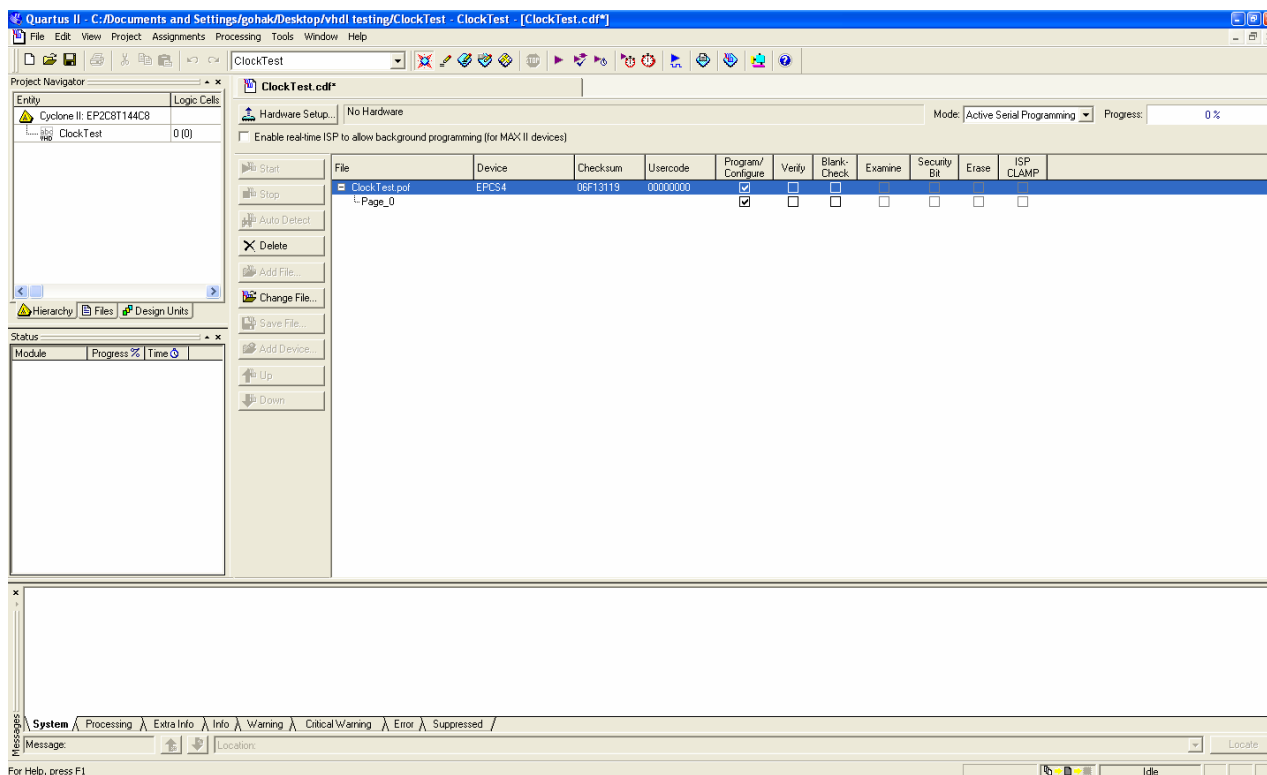 Quartus II - C:/Documents and Settings/gohak/Desktop/vhdl testing/ClockTest - ClockTest - [ClockTest.cdf*]
File Edit View Project Assignments Processing Tools Window Help
ClockTest
Project Navigator
ClockTest.cdf*
Entity Logic Cells
Cyclone II: EP2C8T144C8
ClockTest 0 (0)
Hardware Setup... No Hardware Mode: Active Serial Programming Progress: 0 %
Enable real-time ISP to allow background programming (for MAX II devices)
File Device Checksum Usercode Program/Configure Verify Blank-Check Examine Security Bit Erase ISP CLAMP
ClockTest.pof EPCS4 06F13119 00000000
Page_0
Start
Stop
Auto Detect
Delete
Add File...
Change File...
Save File...
Add Device...
Up
Down
Hierarchy Files Design Units
Status
Module Progress % Time
System Processing Extra Info Info Warning Critical Warning Error Suppressed
Messages
Message: Location: Locate
For Help, press F1 Idle